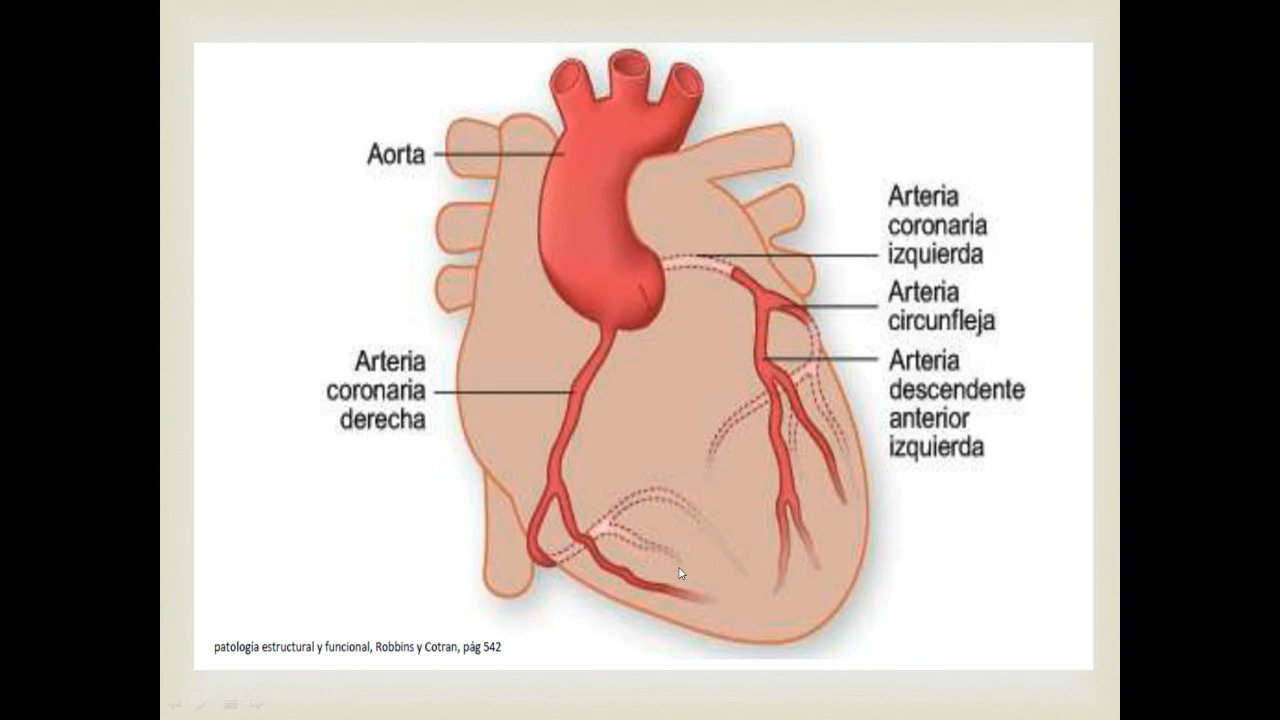 Aorta
Arteria
coronaria
izquierda
Arteria
circunfleja
Arteria
coronaria
derecha
Arteria
descendente
anterior
izquierda
patología estructural y funcional, Robbins y Cotran, pág 542